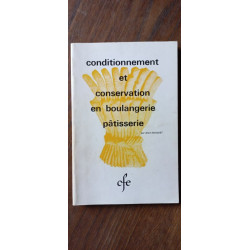 conditionnement
et
conservation
en boulangerie
pâtisserie
cfe